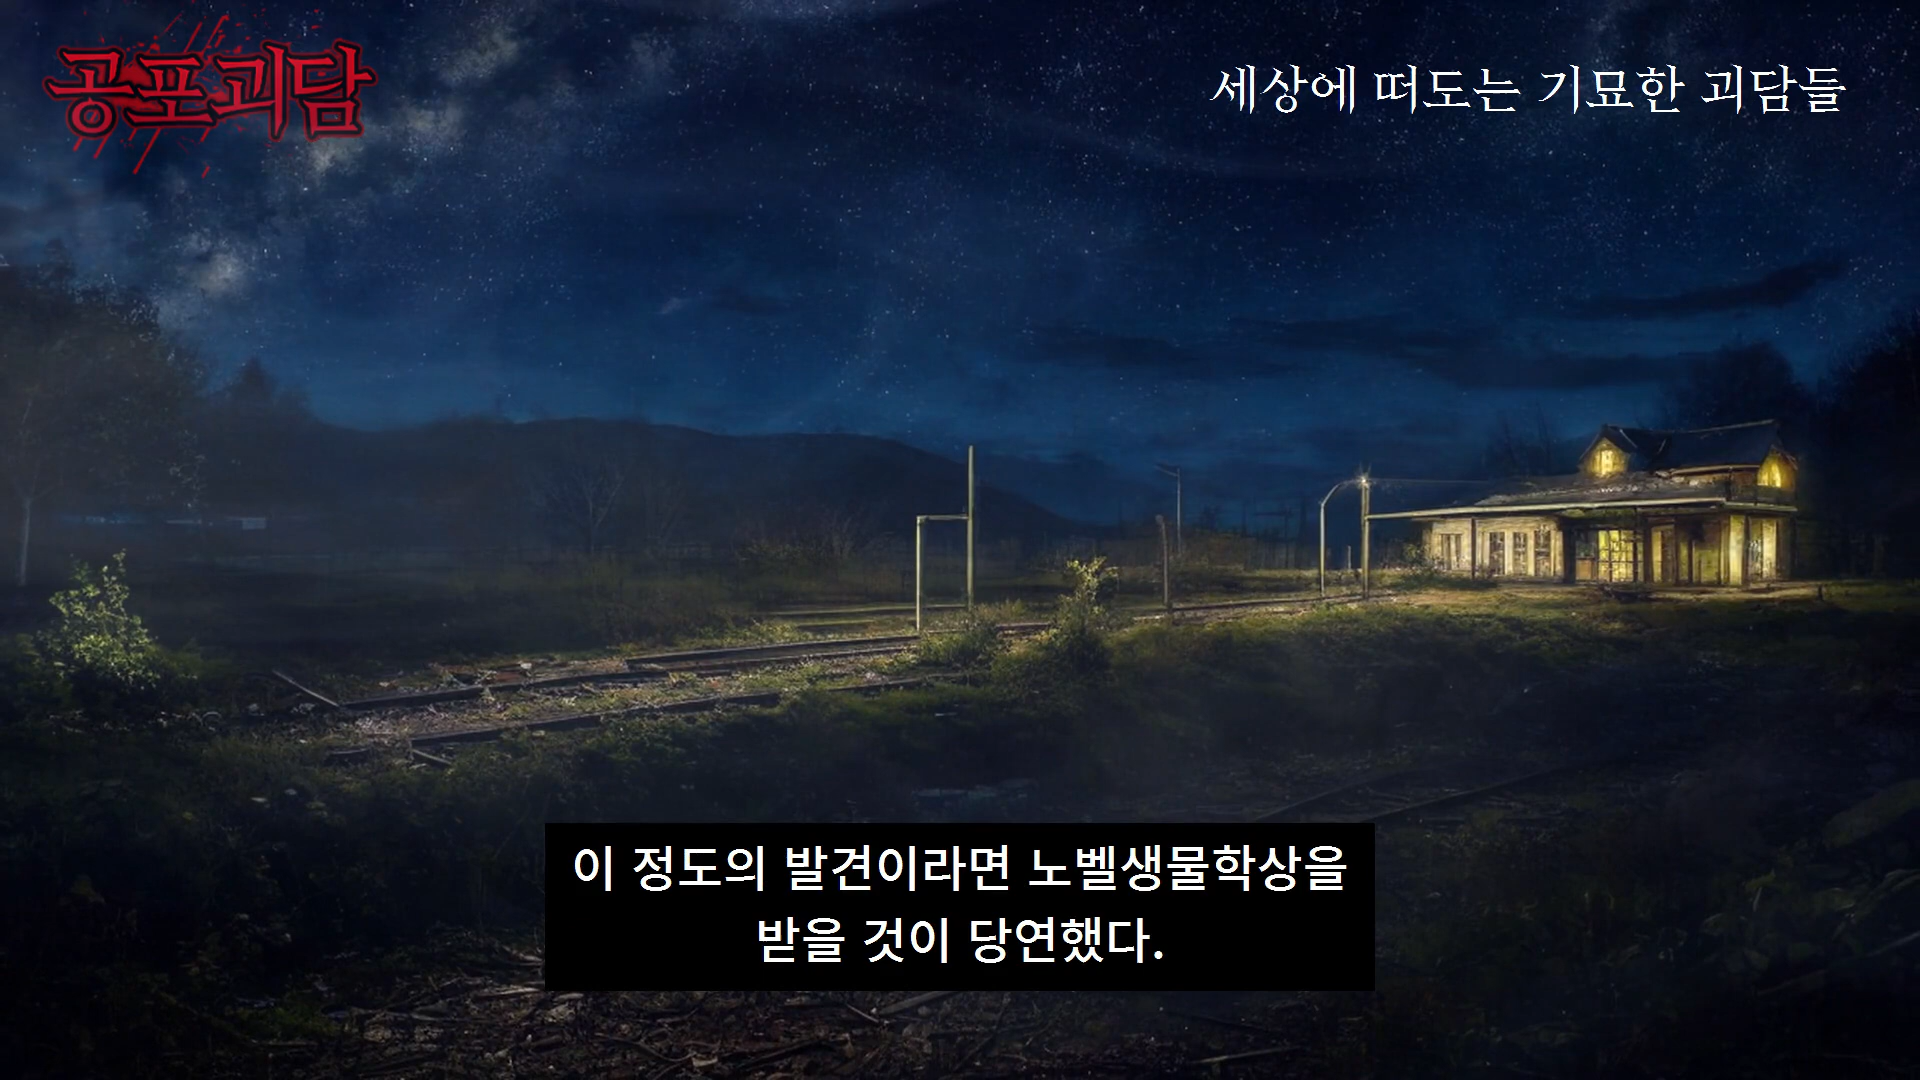 공포괴담
세상에 떠도는 기묘한 괴담들
이 정도의 발견이라면 노벨생물학상을
받을 것이 당연했다.